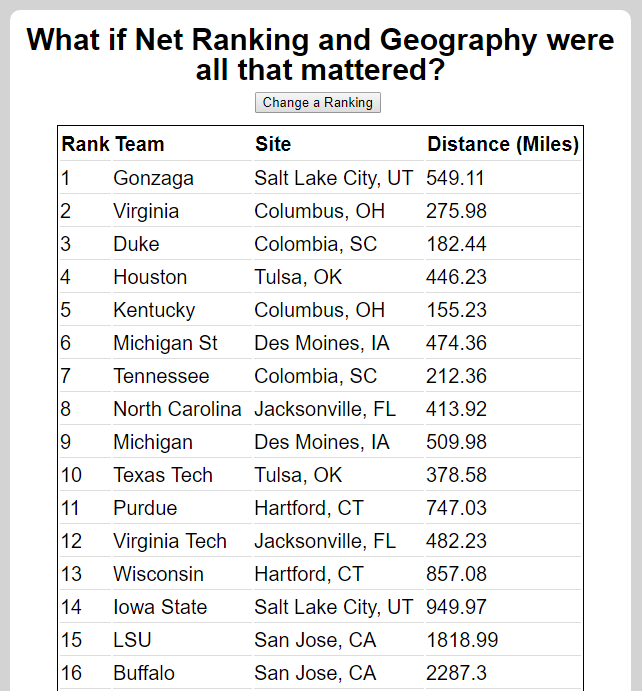 What if Net Ranking and Geography were
all that mattered?
Change a Ranking
Rank Team Site Distance (Miles)
1 Gonzaga Salt Lake City, UT 549.11
2 Virginia Columbus, OH 275.98
3 Duke Colombia, SC 182.44
4 Houston Tulsa, OK 446.23
5 Kentucky Columbus, OH 155.23
6 Michigan St Des Moines, IA 474.36
7 Tennessee Colombia, SC 212.36
8 North Carolina Jacksonville, FL 413.92
9 Michigan Des Moines, IA 509.98
10 Texas Tech Tulsa, OK 378.58
11 Purdue Hartford, CT 747.03
12 Virginia Tech Jacksonville, FL 482.23
13 Wisconsin Hartford, CT 857.08
14 Iowa State Salt Lake City, UT 949.97
15 LSU San Jose, CA 1818.99
16 Buffalo San Jose, CA 2287.3